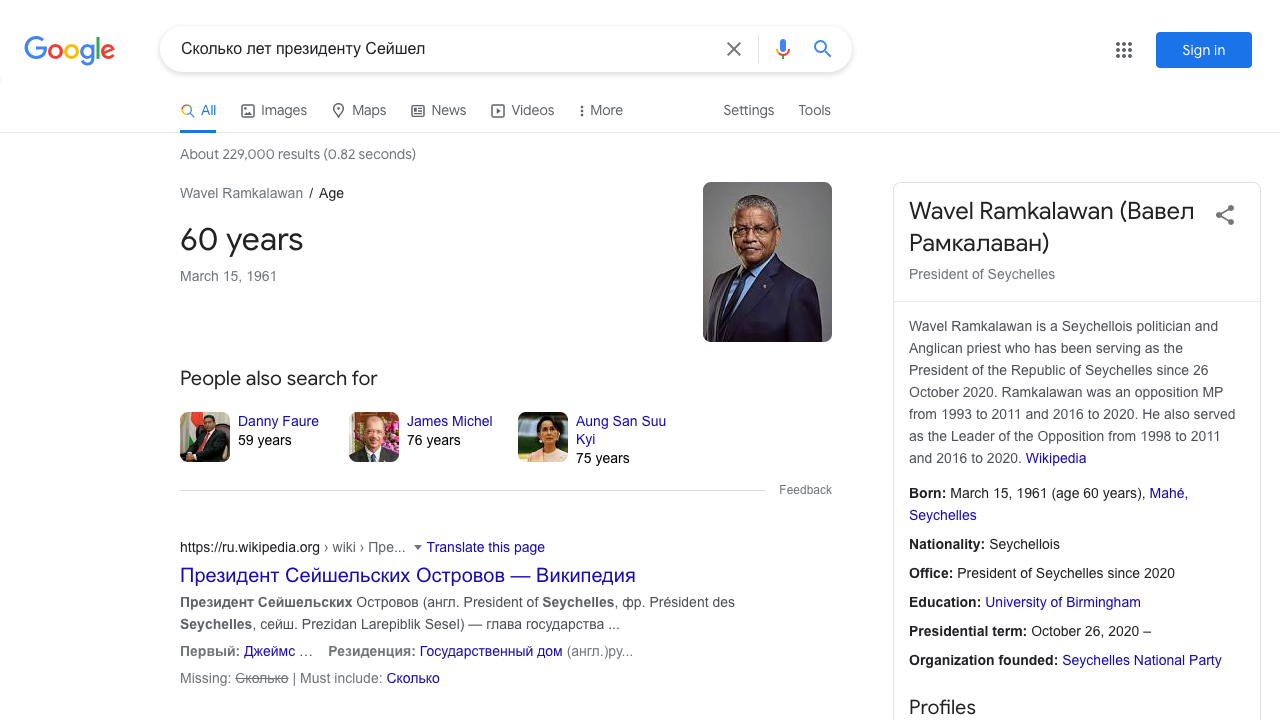 Google
Сколько лет президенту Сейшел
Sign in
All Images Maps News Videos More Settings Tools
About 229,000 results (0.82 seconds)
Wavel Ramkalawan / Age
60 years
March 15, 1961
People also search for
Danny Faure
59 years
James Michel
76 years
Aung San Suu
Kyi
75 years
Feedback
https://ru.wikipedia.org › wiki › Пре... Translate this page
Президент Сейшельских Островов — Википедия
Президент Сейшельских Островов (англ. President of Seychelles, фр. Président des
Seychelles, сейш. Prezidan Larepiblik Sesel) — глава государства ...
Первый: Джеймс … Резиденция: Государственный дом (англ.)ру...
Missing: Сколько | Must include: Сколько
Wavel Ramkalawan (Вавел
Рамкалаван)
President of Seychelles
Wavel Ramkalawan is a Seychellois politician and
Anglican priest who has been serving as the
President of the Republic of Seychelles since 26
October 2020. Ramkalawan was an opposition MP
from 1993 to 2011 and 2016 to 2020. He also served
as the Leader of the Opposition from 1998 to 2011
and 2016 to 2020. Wikipedia
Born: March 15, 1961 (age 60 years), Mahé,
Seychelles
Nationality: Seychellois
Office: President of Seychelles since 2020
Education: University of Birmingham
Presidential term: October 26, 2020 –
Organization founded: Seychelles National Party
Profiles